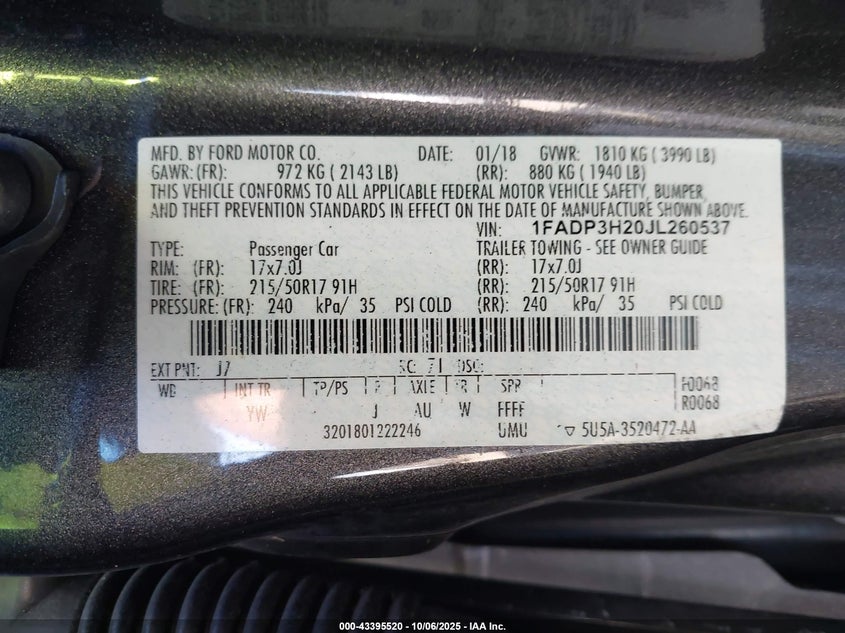 MFD. BY FORD MOTOR CO. DATE: 01/18 GVWR: 1810 KG ( 3990 LB)
GAWR:(FR): 972 KG ( 2143 LB) (RR): 880 KG ( 1940 LB)
THIS VEHICLE CONFORMS TO ALL APPLICABLE FEDERAL MOTOR VEHICLE SAFETY, BUMPER,
AND THEFT PREVENTION STANDARDS IN EFFECT ON THE DATE OF MANUFACTURE SHOWN ABOVE.
VIN: 1FADP3H20JL260537
TYPE: Passenger Car TRAILER TOWING - SEE OWNER GUIDE
RIM: (FR): 17x7.0J (RR): 17x7.0J
TIRE: (FR): 215/50R17 91H (RR): 215/50R17 91H
PRESSURE:(FR): 240 kPa/ 35 PSI COLD (RR): 240 kPa/ 35 PSI COLD
EXT PNT: J7 RC: 71 DSO:
WB INT TR TP/PS R AXLE TR SPR F0068
YW J AU W FFFF R0068
3201801222246 UMU 5U5A-3520472-AA
000-43395520 | 10/06/2025 - IAA Inc.